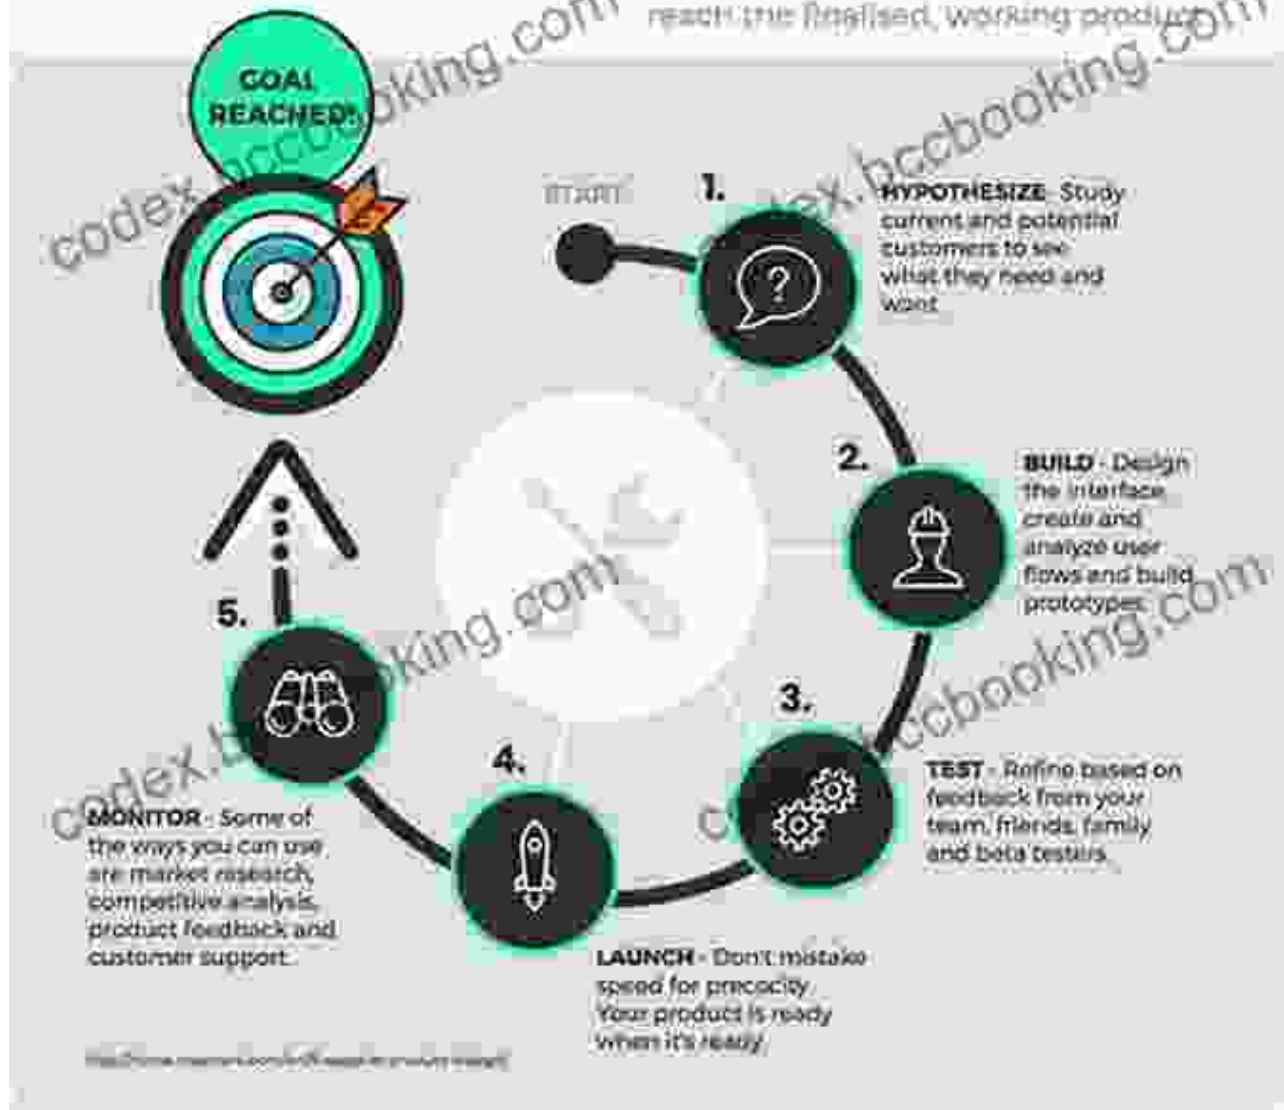 reach the finalised, working product
GOAL
REACHED!
START
1.
HYPOTHESIZE - Study
current and potential
customers to see
what they need and
want
2.
BUILD - Design
the interface,
create and
analyze user
flows and build
prototypes.
3.
TEST - Refine based on
feedback from your
team, friends, family
and beta testers.
4.
LAUNCH - Don't mistake
speed for precocity.
Your product is ready
when it's ready.
5.
MONITOR - Some of
the ways you can use
are market research,
competitive analysis,
product feedback and
customer support.
codex.bccbooking.com
codex.bccbooking.com
codex.bccbooking.com
codex.bccbooking.com